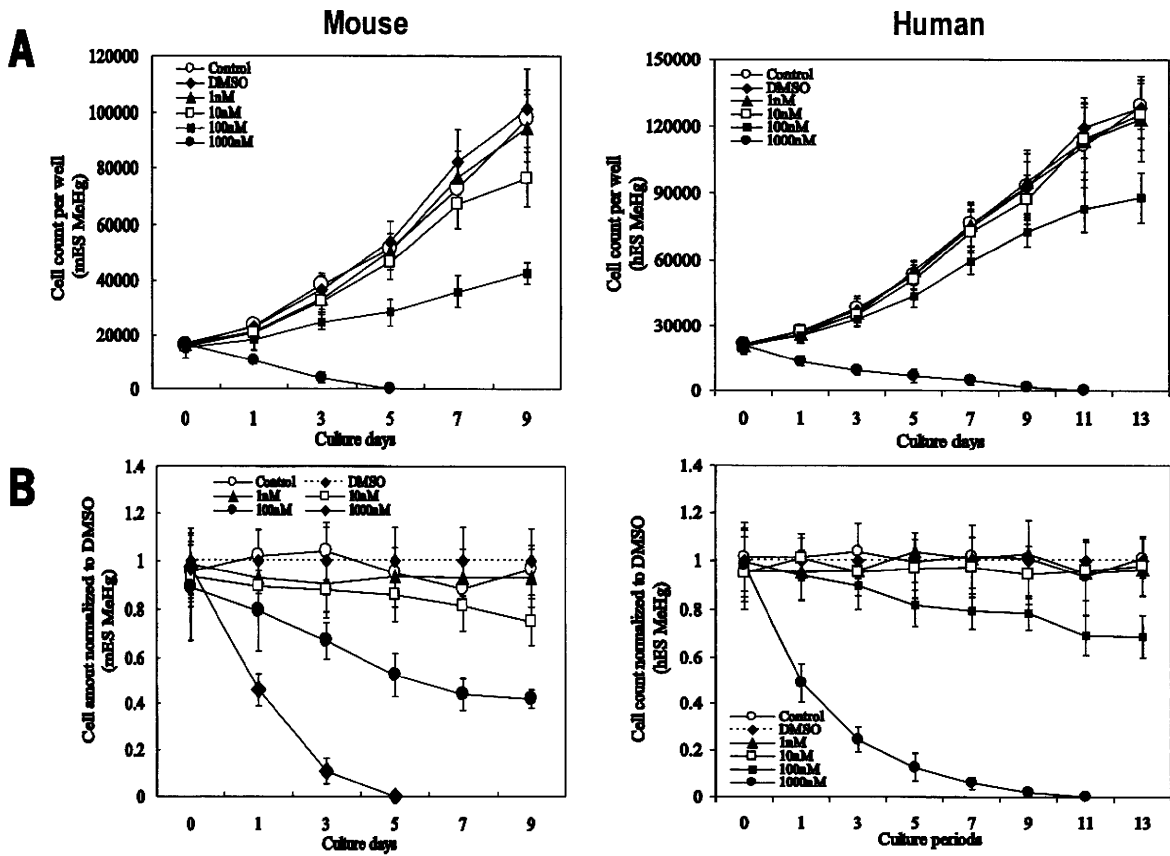 Mouse
Human
A
120000
100000
80000
60000
40000
20000
0
Cell count per well
(mES MeHg)
Control
DMSO
1nM
10nM
100nM
1000nM
0 1 3 5 7 9
Culture days
150000
120000
90000
60000
30000
0
Cell count per well
(hES MeHg)
Control
DMSO
1nM
10nM
100nM
1000nM
0 1 3 5 7 9 11 13
Culture days
B
1.4
1.2
1
0.8
0.6
0.4
0.2
0
Cell amout normalized to DMSO
(mES MeHg)
Control DMSO
1nM 10nM
100nM 1000nM
0 1 3 5 7 9
Culture days
1.4
1.2
1
0.8
0.6
0.4
0.2
0
Cell count normalized to DMSO
(hES MeHg)
Control
DMSO
1nM
10nM
100nM
1000nM
0 1 3 5 7 9 11 13
Culture periods